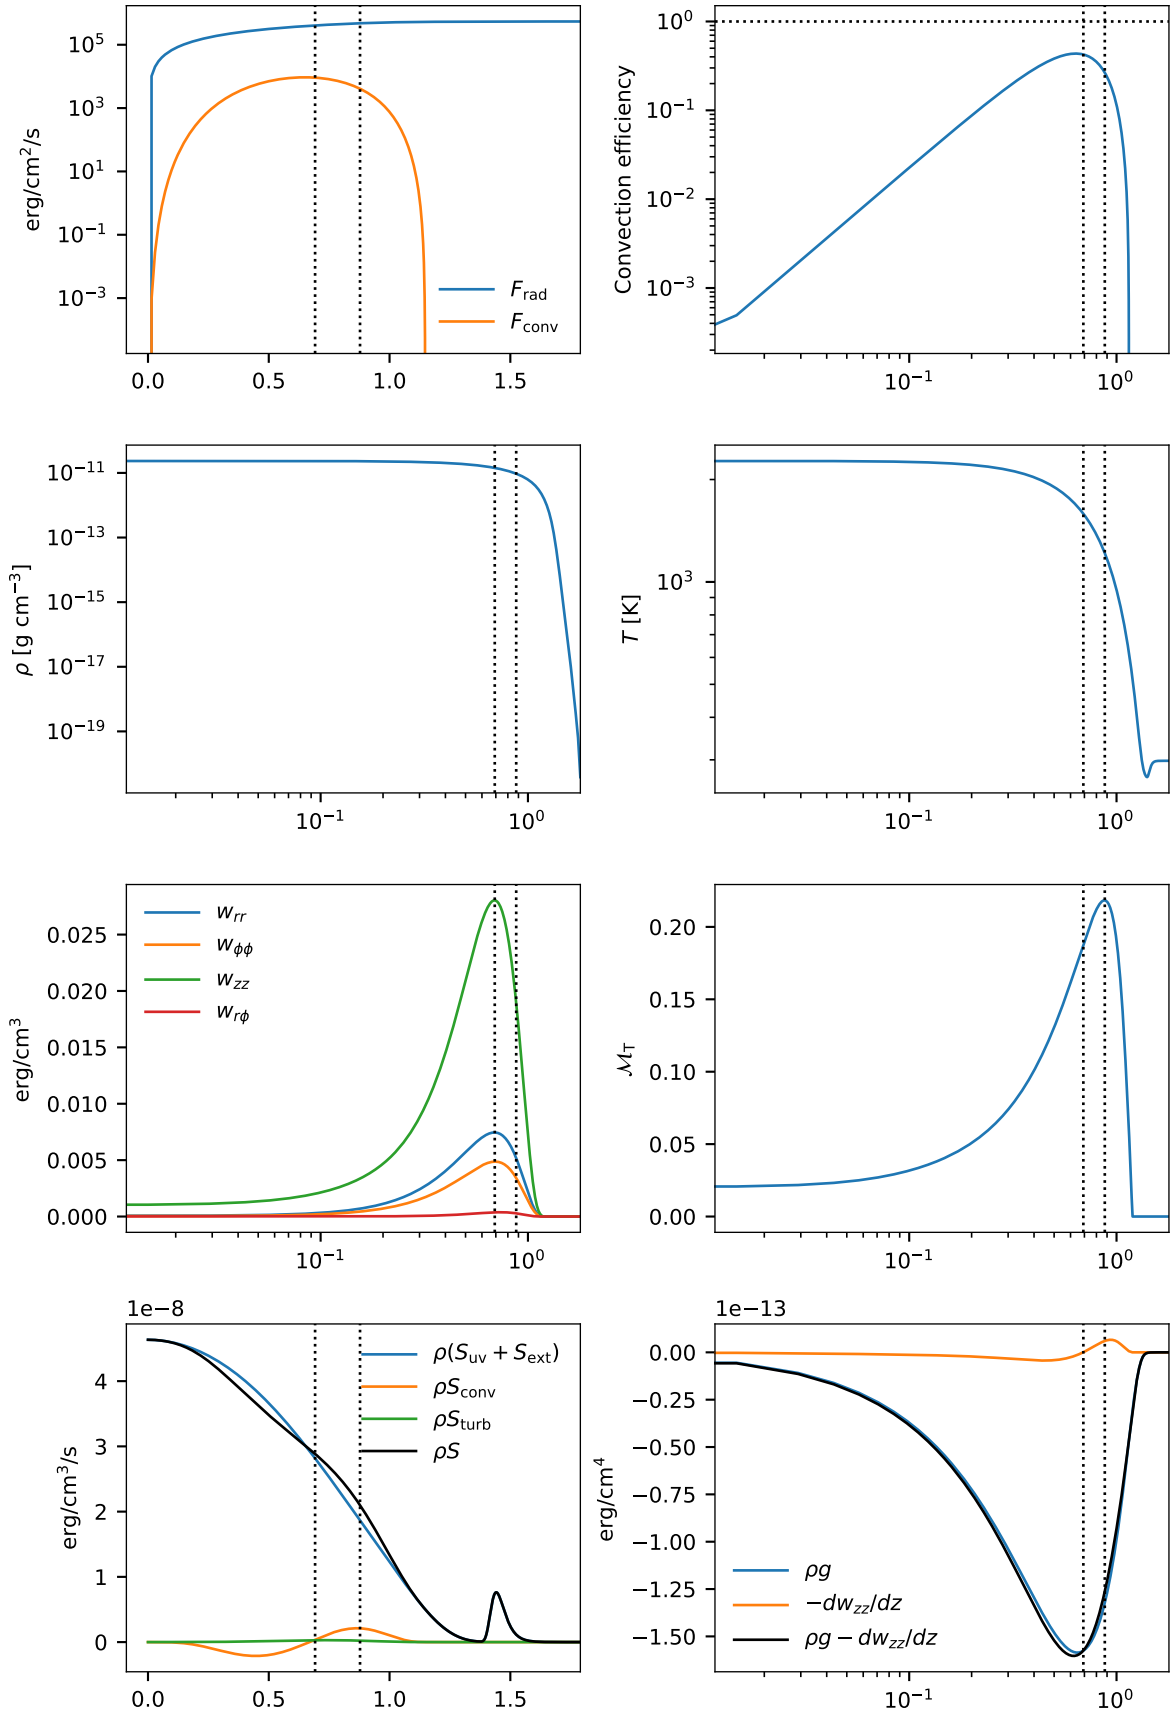 10⁵
10³
10¹
10⁻¹
10⁻³
erg/cm²/s
F_rad
F_conv
0.0 0.5 1.0 1.5
10⁰
10⁻¹
10⁻²
10⁻³
Convection efficiency
10⁻¹ 10⁰
10⁻¹¹
10⁻¹³
10⁻¹⁵
10⁻¹⁷
10⁻¹⁹
ρ [g cm⁻³]
10⁻¹ 10⁰
10³
T [K]
10⁻¹ 10⁰
0.025
0.020
0.015
0.010
0.005
0.000
erg/cm³
w_rr
w_ϕϕ
w_zz
w_rϕ
10⁻¹ 10⁰
0.20
0.15
0.10
0.05
0.00
ℳ_T
10⁻¹ 10⁰
1e−8
4
3
2
1
0
erg/cm³/s
ρ(S_uv + S_ext)
ρS_conv
ρS_turb
ρS
0.0 0.5 1.0 1.5
1e−13
0.00
−0.25
−0.50
−0.75
−1.00
−1.25
−1.50
erg/cm⁴
ρg
−dw_zz/dz
ρg − dw_zz/dz
10⁻¹ 10⁰